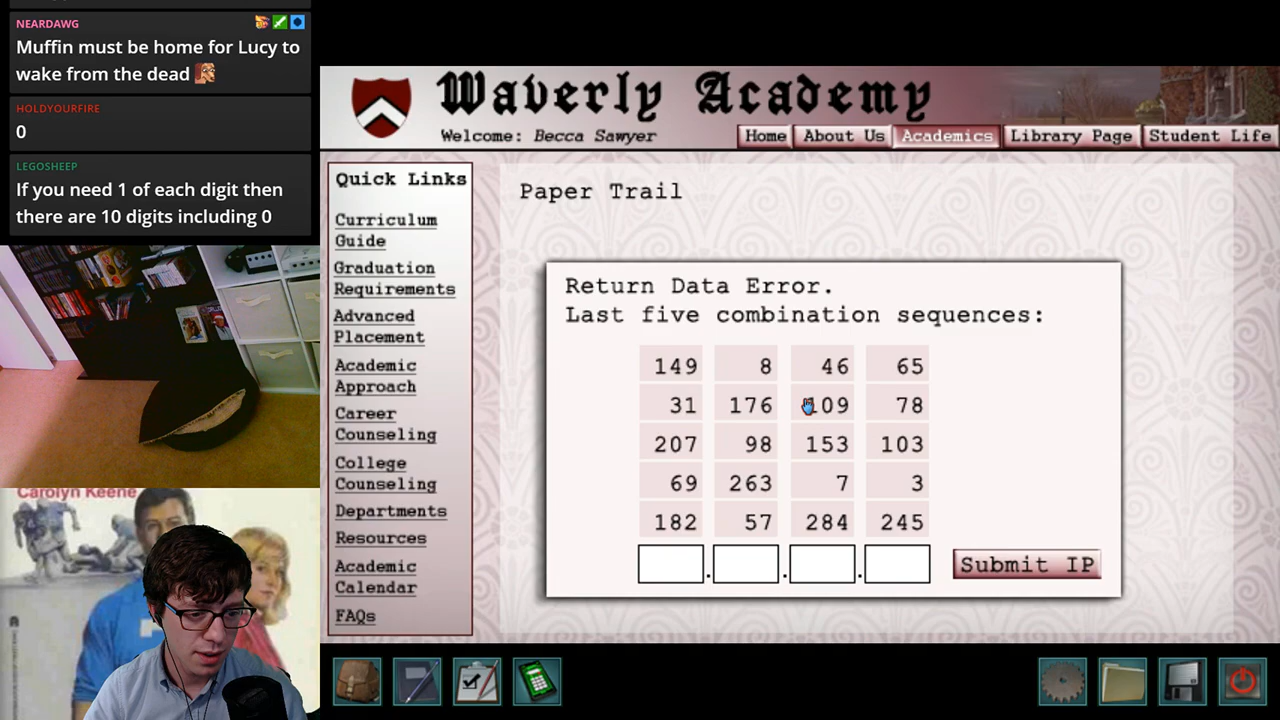 NEARDAWG
Muffin must be home for Lucy to
wake from the dead
HOLDYOURFIRE
0
LEGOSHEEP
If you need 1 of each digit then
there are 10 digits including 0
Carolyn Keene
Waverly Academy
Welcome: Becca Sawyer
Home About Us Academics Library Page Student Life
Quick Links
Curriculum
Guide
Graduation
Requirements
Advanced
Placement
Academic
Approach
Career
Counseling
College
Counseling
Departments
Resources
Academic
Calendar
FAQs
Paper Trail
Return Data Error.
Last five combination sequences:
149 8 46 65
31 176 109 78
207 98 153 103
69 263 7 3
182 57 284 245
. . .
Submit IP